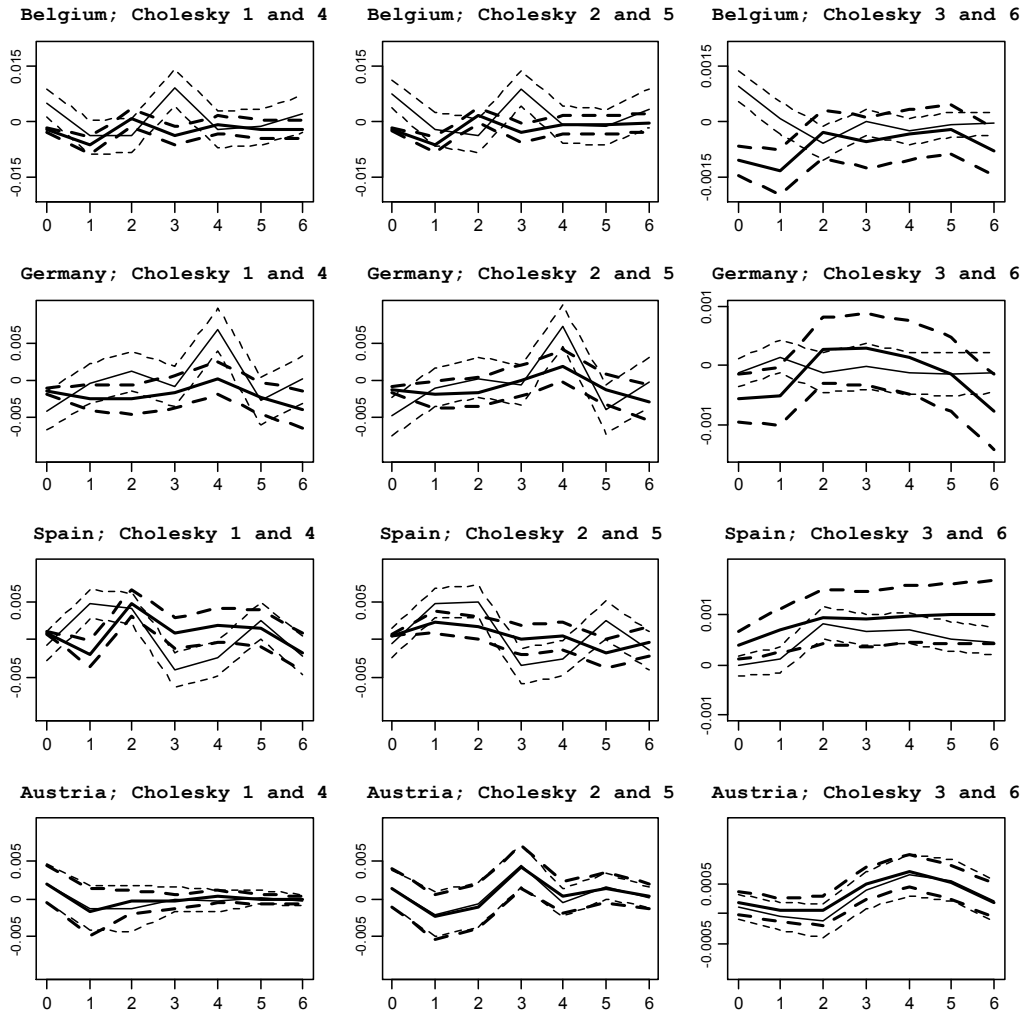 Belgium; Cholesky 1 and 4
Belgium; Cholesky 2 and 5
Belgium; Cholesky 3 and 6
0.015
0
-0.015
0 1 2 3 4 5 6
0.015
0
-0.015
0 1 2 3 4 5 6
0.0015
0
-0.0015
0 1 2 3 4 5 6
Germany; Cholesky 1 and 4
Germany; Cholesky 2 and 5
Germany; Cholesky 3 and 6
0.005
0
-0.005
0 1 2 3 4 5 6
0.005
0
-0.005
0 1 2 3 4 5 6
0.001
0
-0.001
0 1 2 3 4 5 6
Spain; Cholesky 1 and 4
Spain; Cholesky 2 and 5
Spain; Cholesky 3 and 6
0.005
0
-0.005
0 1 2 3 4 5 6
0.005
0
-0.005
0 1 2 3 4 5 6
0.001
0
-0.001
0 1 2 3 4 5 6
Austria; Cholesky 1 and 4
Austria; Cholesky 2 and 5
Austria; Cholesky 3 and 6
0.005
0
-0.005
0 1 2 3 4 5 6
0.005
0
-0.005
0 1 2 3 4 5 6
0.0005
0
-0.0005
0 1 2 3 4 5 6